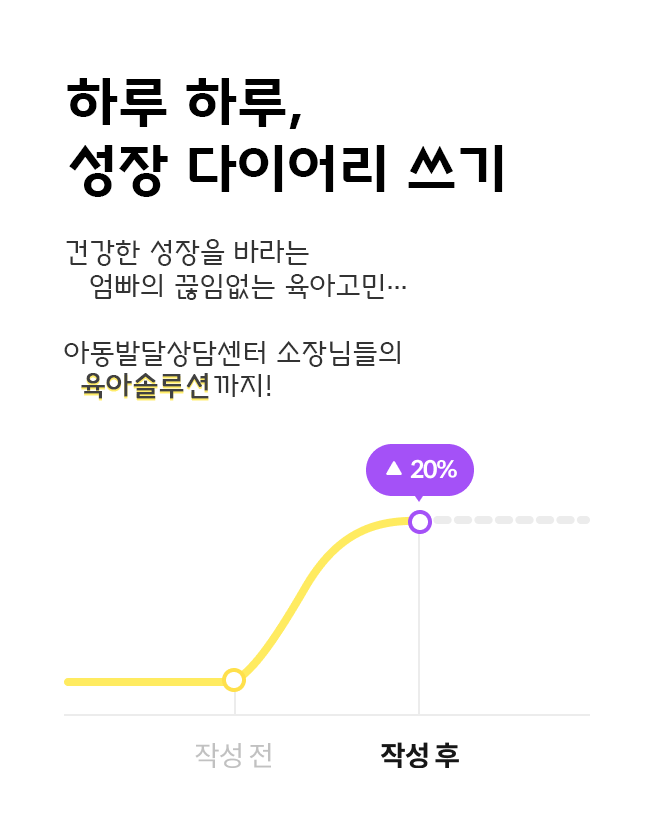 하루 하루,
성장 다이어리 쓰기
건강한 성장을 바라는
엄빠의 끊임없는 육아고민…
아동발달상담센터 소장님들의
육아솔루션까지!
▲ 20%
작성 전
작성 후